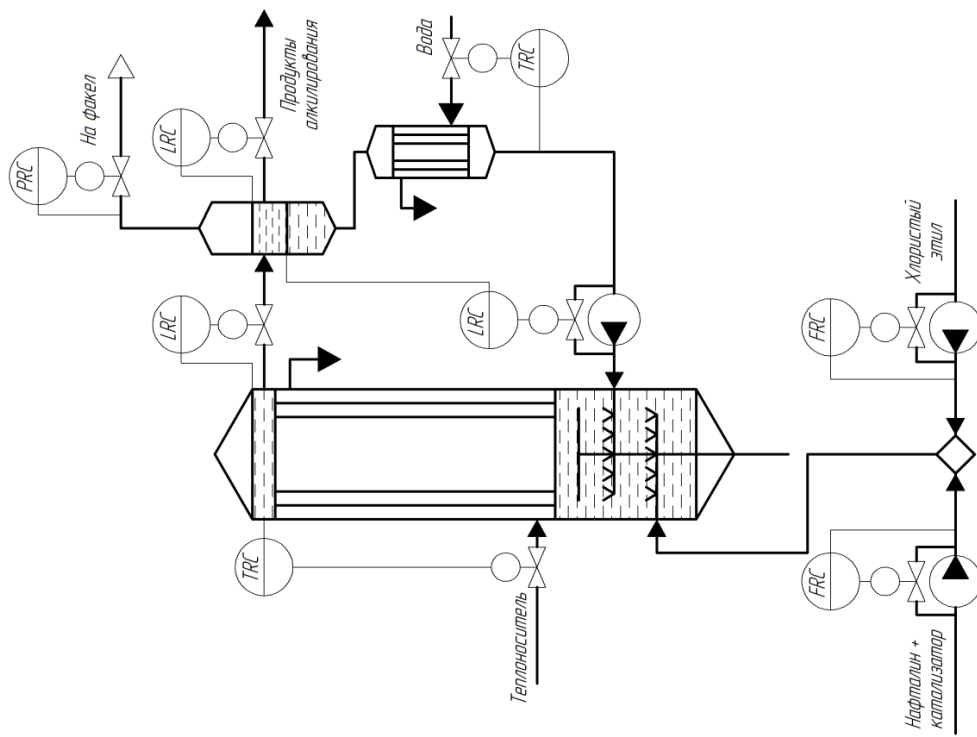 PRC
На факел
LRC
Продукты
алкилирования
Вода
TRC
LRC
LRC
TRC
Теплоноситель
FRC
Хлористый
этил
FRC
Нафталин +
катализатор